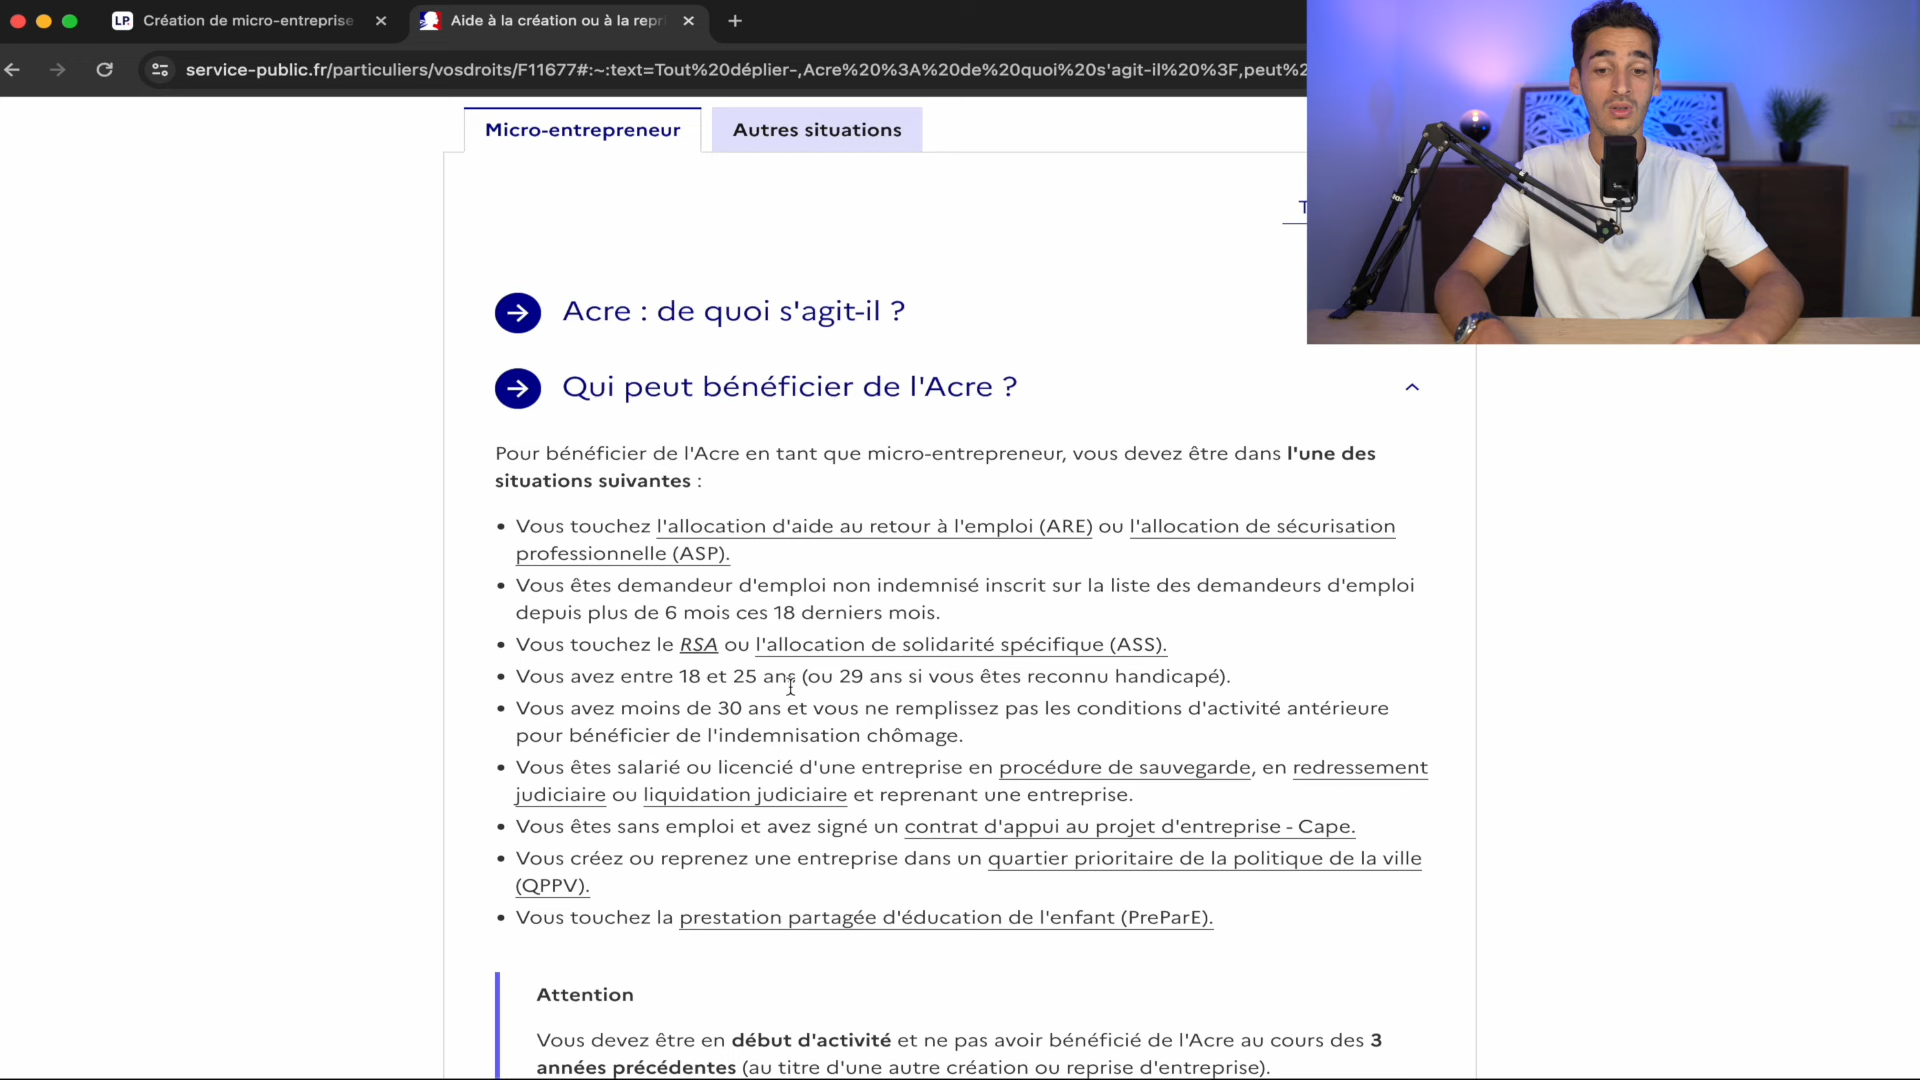 LP.
Création de micro-entreprise
Aide à la création ou à la repr
service-public.fr/particuliers/vosdroits/F11677#:~:text=Tout%20déplier-,Acre%20%3A%20de%20quoi%20s'agit-il%20%3F,peut%2
Micro-entrepreneur
Autres situations
T
Acre : de quoi s'agit-il ?
Qui peut bénéficier de l'Acre ?
Pour bénéficier de l'Acre en tant que micro-entrepreneur, vous devez être dans l'une des
situations suivantes :
• Vous touchez l'allocation d'aide au retour à l'emploi (ARE) ou l'allocation de sécurisation
professionnelle (ASP).
• Vous êtes demandeur d'emploi non indemnisé inscrit sur la liste des demandeurs d'emploi
depuis plus de 6 mois ces 18 derniers mois.
• Vous touchez le RSA ou l'allocation de solidarité spécifique (ASS).
• Vous avez entre 18 et 25 ans (ou 29 ans si vous êtes reconnu handicapé).
• Vous avez moins de 30 ans et vous ne remplissez pas les conditions d'activité antérieure
pour bénéficier de l'indemnisation chômage.
• Vous êtes salarié ou licencié d'une entreprise en procédure de sauvegarde, en redressement
judiciaire ou liquidation judiciaire et reprenant une entreprise.
• Vous êtes sans emploi et avez signé un contrat d'appui au projet d'entreprise - Cape.
• Vous créez ou reprenez une entreprise dans un quartier prioritaire de la politique de la ville
(QPPV).
• Vous touchez la prestation partagée d'éducation de l'enfant (PreParE).
Attention
Vous devez être en début d'activité et ne pas avoir bénéficié de l'Acre au cours des 3
années précédentes (au titre d'une autre création ou reprise d'entreprise).